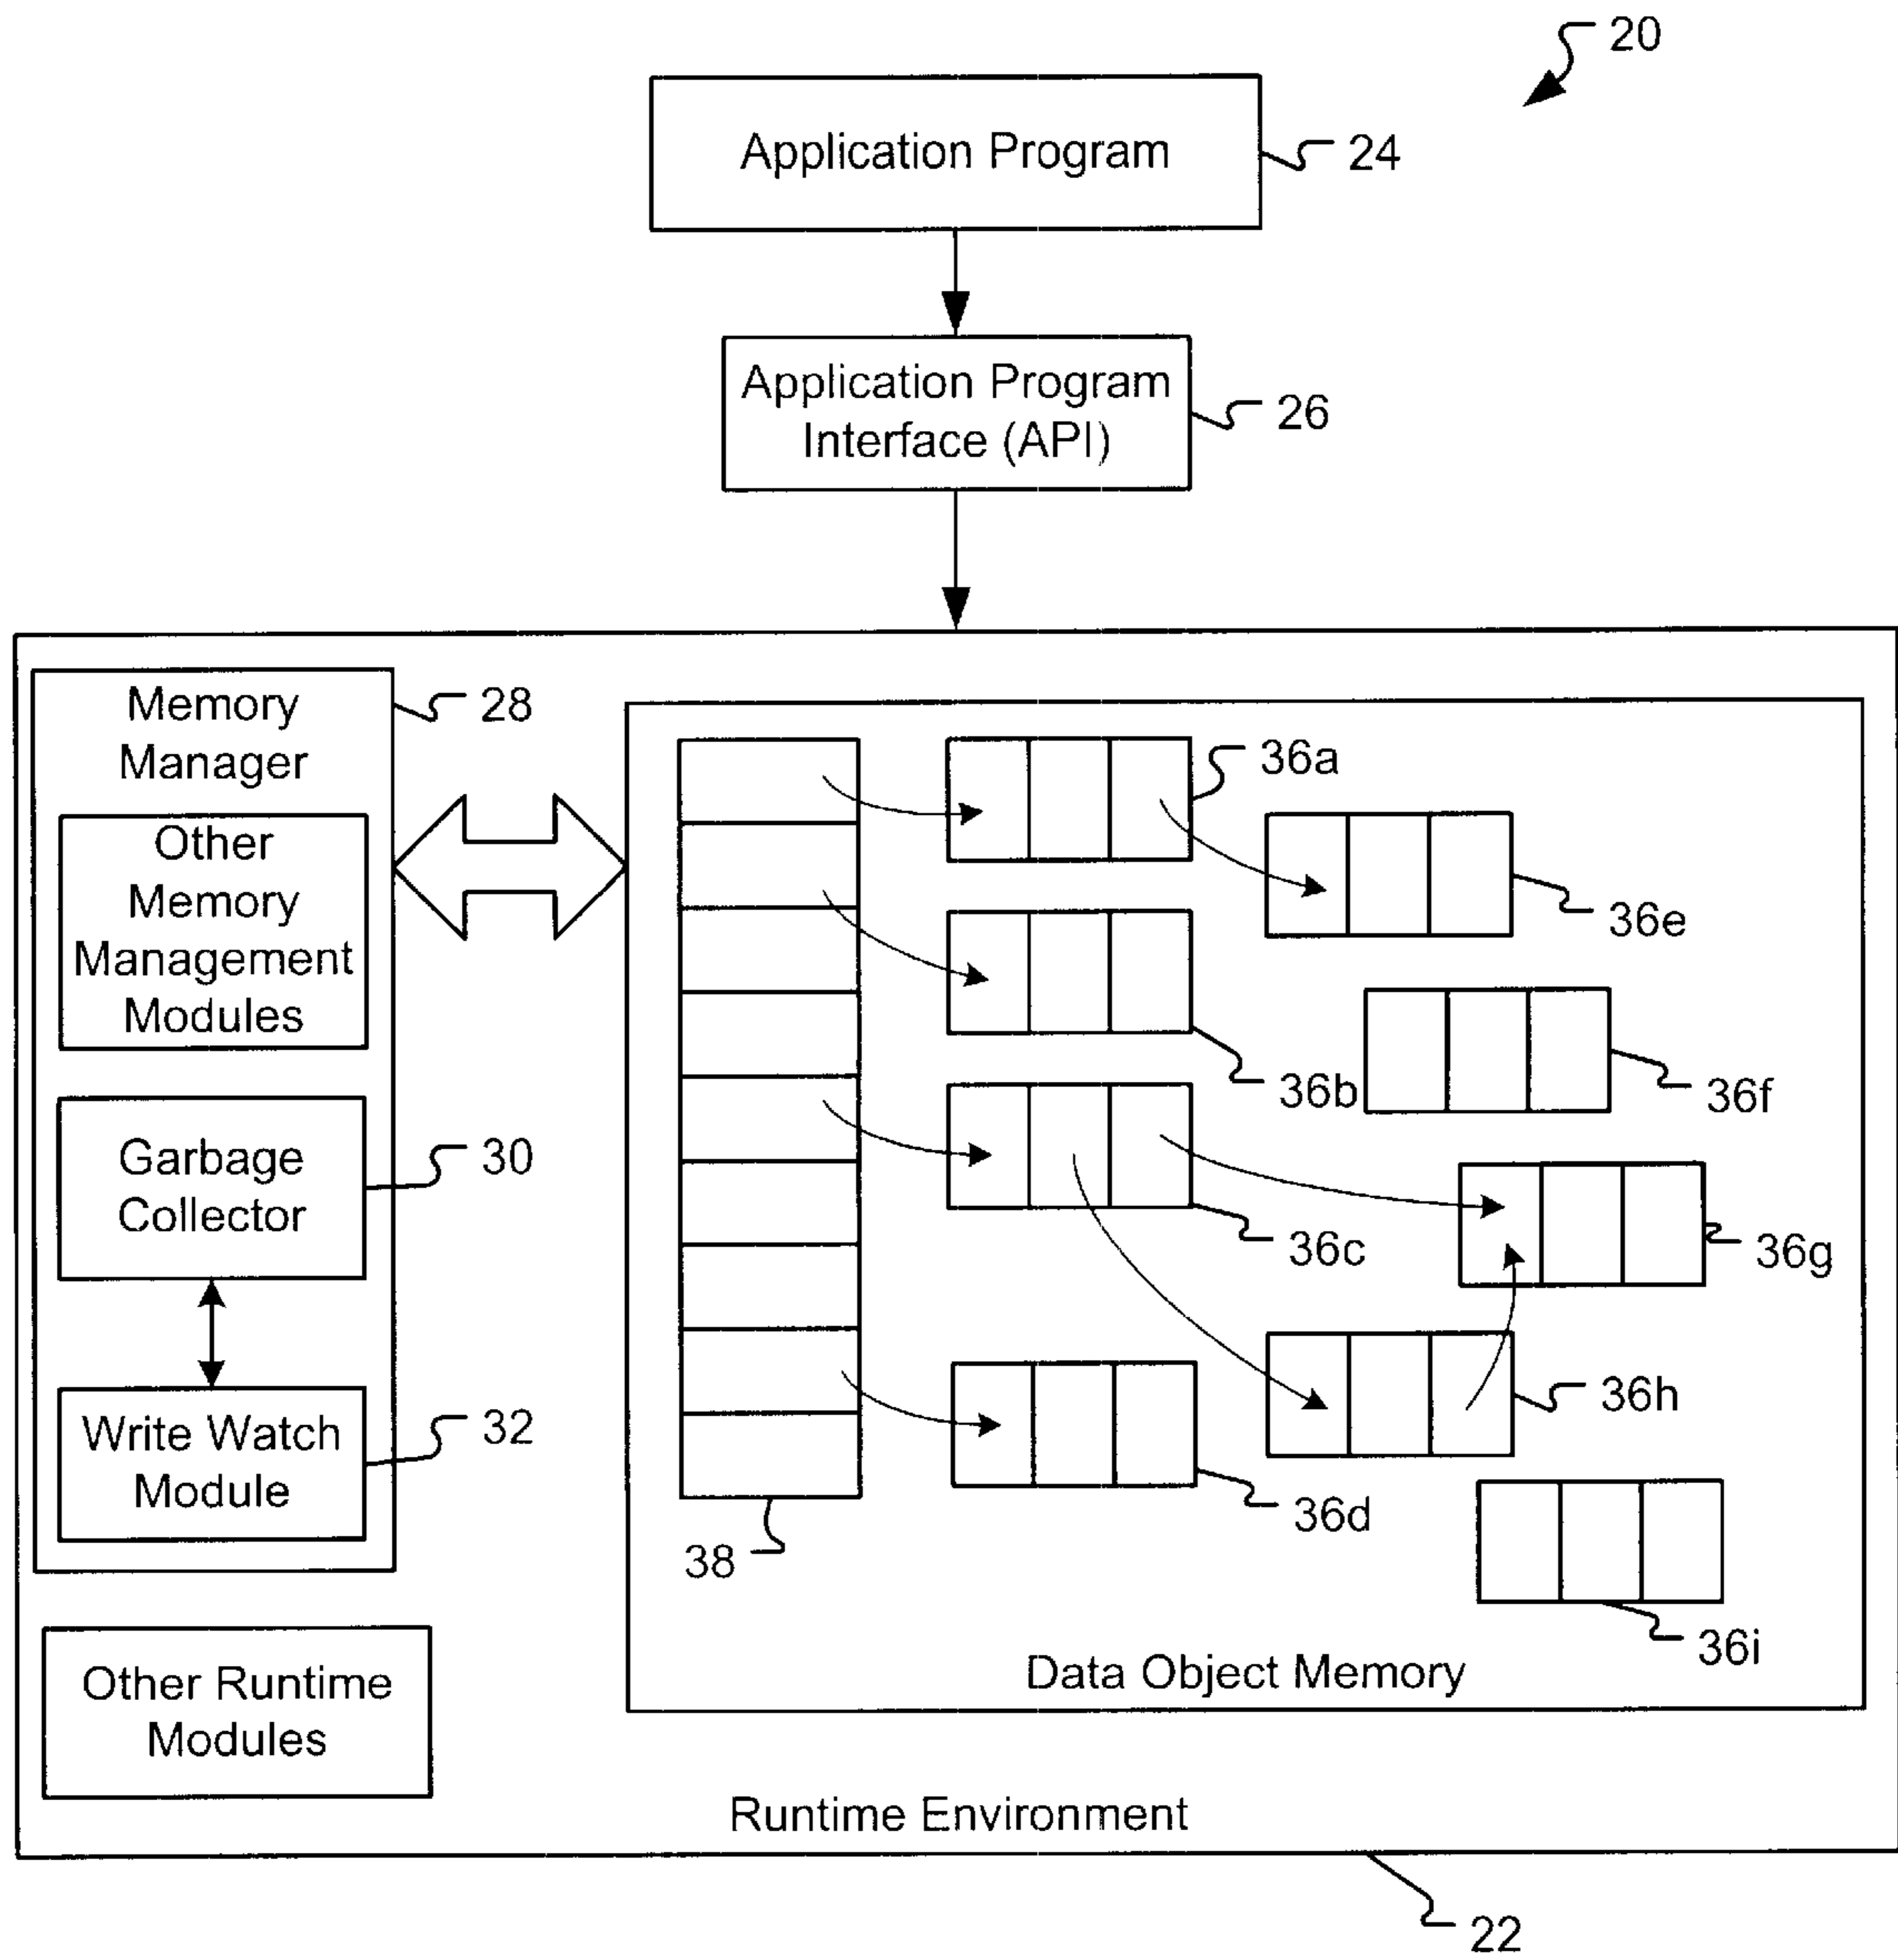 20
Application Program
24
Application Program
Interface (API)
26
Memory
Manager
28
Other
Memory
Management
Modules
Garbage
Collector
30
Write Watch
Module
32
Other Runtime
Modules
36a
36e
36b
36f
36c
36g
36h
36d
38
36i
Data Object Memory
Runtime Environment
22